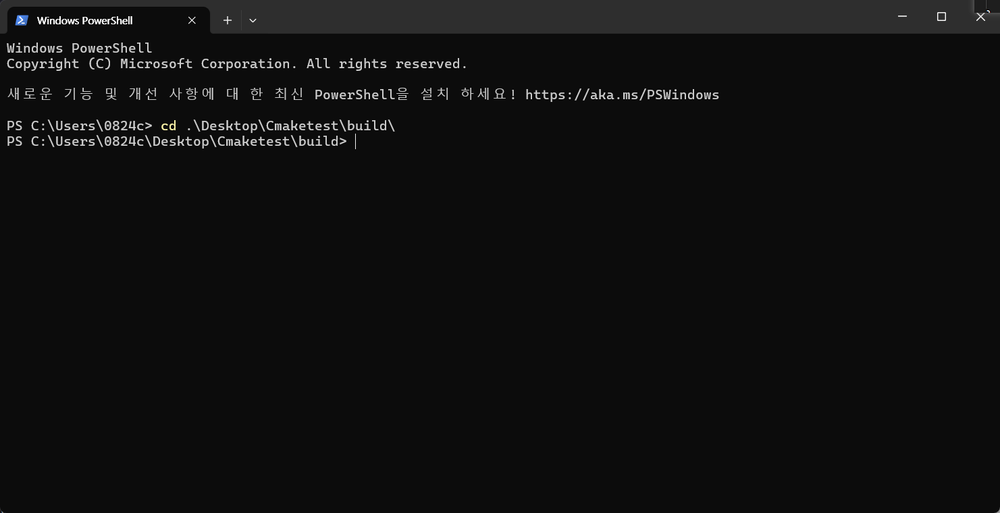 Windows PowerShell
Windows PowerShell
Copyright (C) Microsoft Corporation. All rights reserved.
새로운 기능 및 개선 사항에 대 한 최신 PowerShell을 설치 하세요! https://aka.ms/PSWindows
PS C:\Users\0824c> cd .\Desktop\Cmaketest\build\
PS C:\Users\0824c\Desktop\Cmaketest\build>